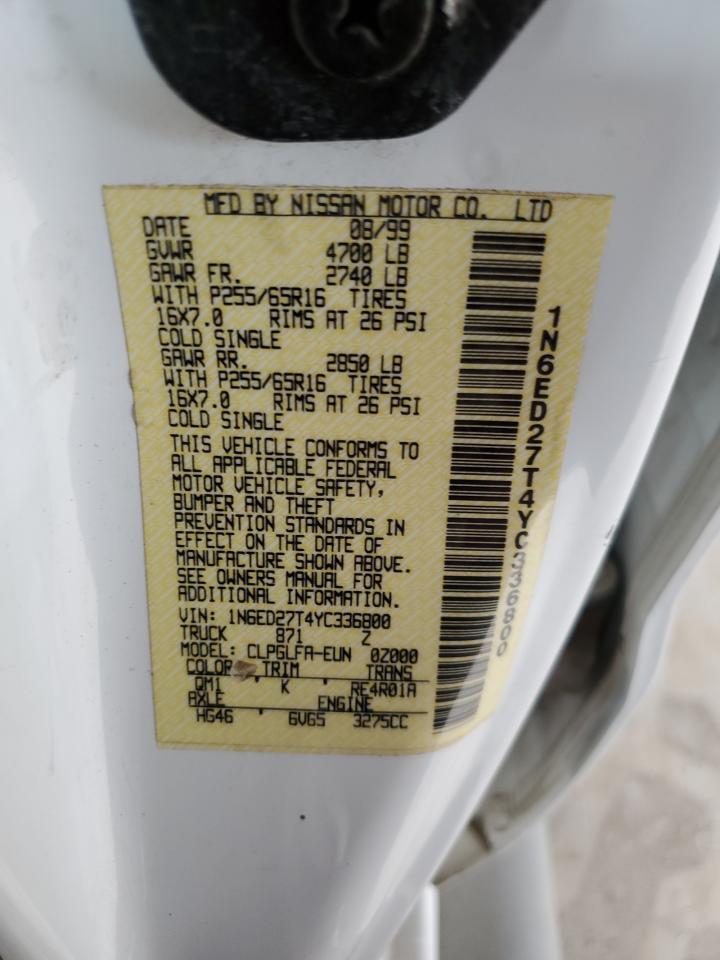 MFD BY NISSAN MOTOR CO. LTD
DATE 08/99
GVWR 4700 LB
GAWR FR. 2740 LB
WITH P255/65R16 TIRES
16X7.0 RIMS AT 26 PSI
COLD SINGLE
GAWR RR. 2850 LB
WITH P255/65R16 TIRES
16X7.0 RIMS AT 26 PSI
COLD SINGLE
THIS VEHICLE CONFORMS TO
ALL APPLICABLE FEDERAL
MOTOR VEHICLE SAFETY,
BUMPER AND THEFT
PREVENTION STANDARDS IN
EFFECT ON THE DATE OF
MANUFACTURE SHOWN ABOVE.
SEE OWNERS MANUAL FOR
ADDITIONAL INFORMATION.
VIN: 1N6ED27T4YC336800
TRUCK 871 Z
MODEL: CLPGLFA-EUN 0Z000
COLOR TRIM TRANS
QM1 K RE4R01A
AXLE ENGINE
HG46 6VG5 3275CC
1N6ED27T4YC336800